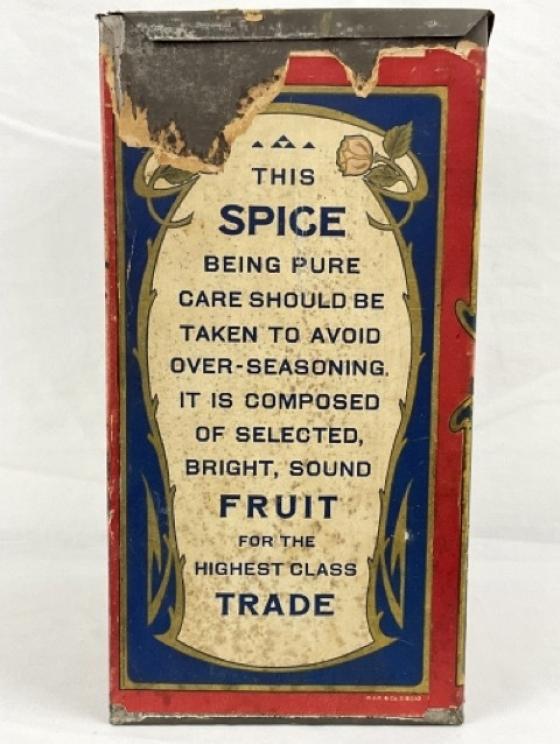 THIS
SPICE
BEING PURE
CARE SHOULD BE
TAKEN TO AVOID
OVER-SEASONING.
IT IS COMPOSED
OF SELECTED,
BRIGHT, SOUND
FRUIT
FOR THE
HIGHEST CLASS
TRADE